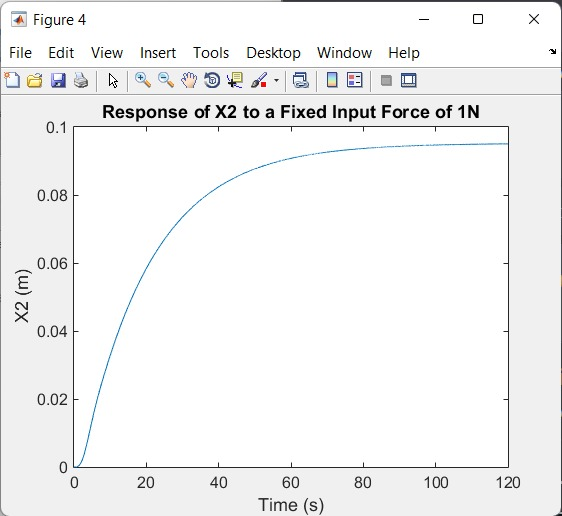 Figure 4
File Edit View Insert Tools Desktop Window Help
Response of X2 to a Fixed Input Force of 1N
0.1
0.08
0.06
0.04
0.02
0
X2 (m)
0 20 40 60 80 100 120
Time (s)